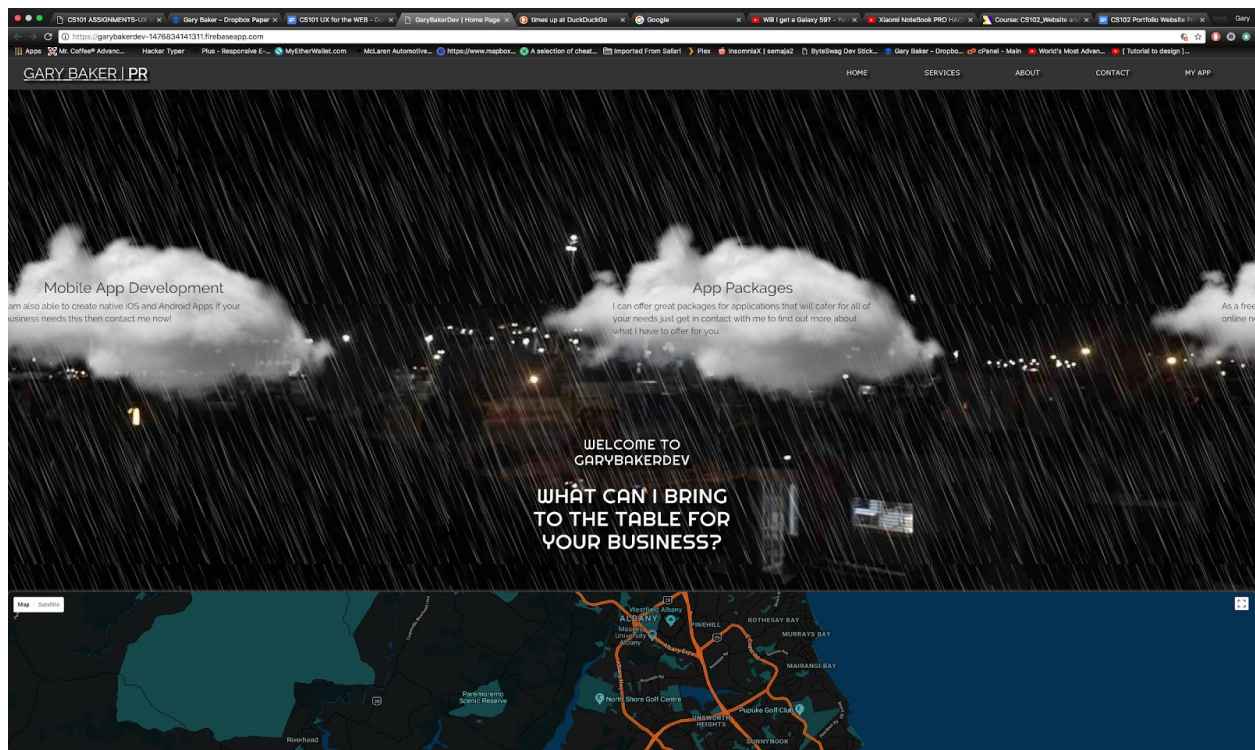 CS101 ASSIGNMENTS-UX
Gary Baker – Dropbox Paper
CS101 UX for the WEB - Go
GaryBakerDev | Home Page
times up at DuckDuckGo
Google
Will I get a Galaxy S9? - Yo
Xiaomi NoteBook PRO HAC
Course: CS102_Website an
CS102 Portfolio Website Pr
Gary
https://garybakerdev-1476834141311.firebaseapp.com
Apps
Mr. Coffee® Advanc...
Hacker Typer
Plus - Responsive E-...
MyEtherWallet.com
McLaren Automotive...
https://www.mapbox...
A selection of cheat...
Imported From Safari
Plex
InsomniaX | semaja2
ByteSwag Dev Stick...
Gary Baker – Dropbo...
cPanel - Main
World's Most Advan...
[ Tutorial to design ]...
GARY BAKER | PR
HOME
SERVICES
ABOUT
CONTACT
MY APP
Mobile App Development
am also able to create native iOS and Android Apps if your
business needs this then contact me now!
App Packages
I can offer great packages for applications that will cater for all of
your needs just get in contact with me to find out more about
what I have to offer for you.
As a free
online n
WELCOME TO
GARYBAKERDEV
WHAT CAN I BRING
TO THE TABLE FOR
YOUR BUSINESS?
Map
Satellite
Westfield Albany
ALBANY
Massey
University
Albany
PINEHILL
ROTHESAY BAY
MURRAYS BAY
MAIRANGI BAY
Albany Expy
Paremoremo
Scenic Reserve
North Shore Golf Centre
Pupuke Golf Club
UNSWORTH
HEIGHTS
SUNNYNOOK
Riverhead